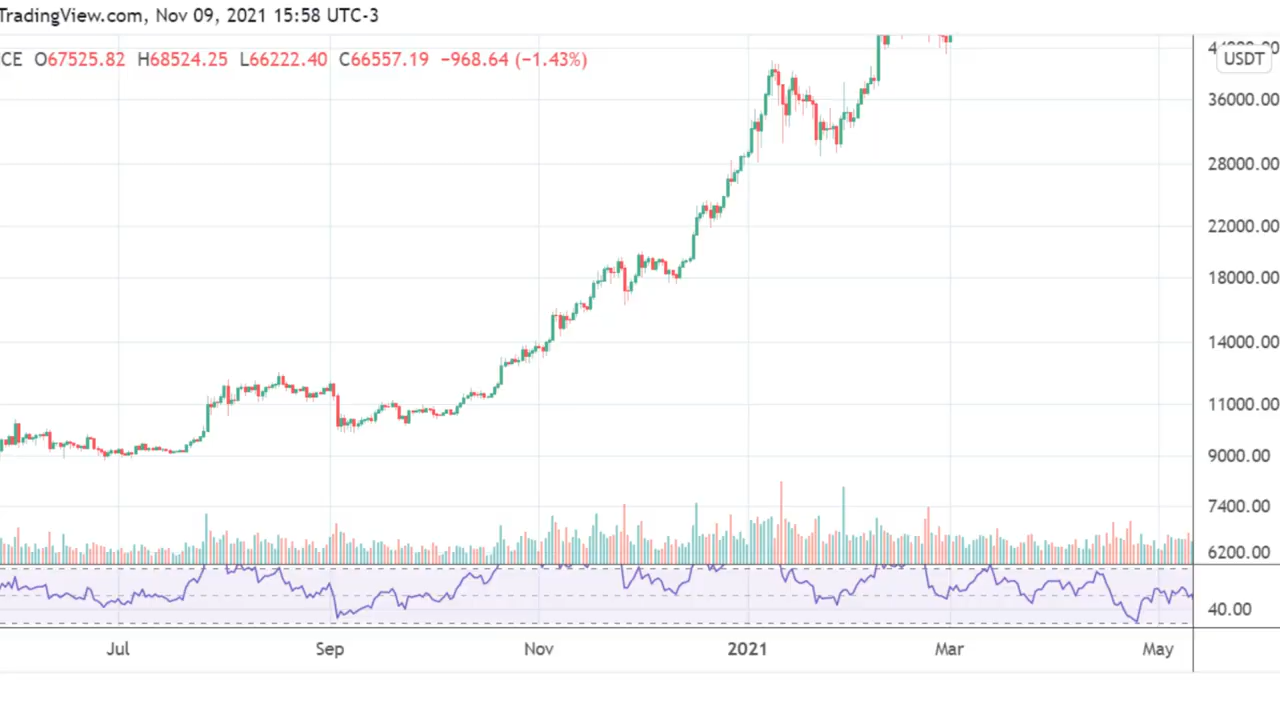 TradingView.com, Nov 09, 2021 15:58 UTC-3
CE O67525.82 H68524.25 L66222.40 C66557.19 −968.64 (−1.43%)
USDT
36000.00
28000.00
22000.00
18000.00
14000.00
11000.00
9000.00
7400.00
6200.00
40.00
Jul Sep Nov 2021 Mar May